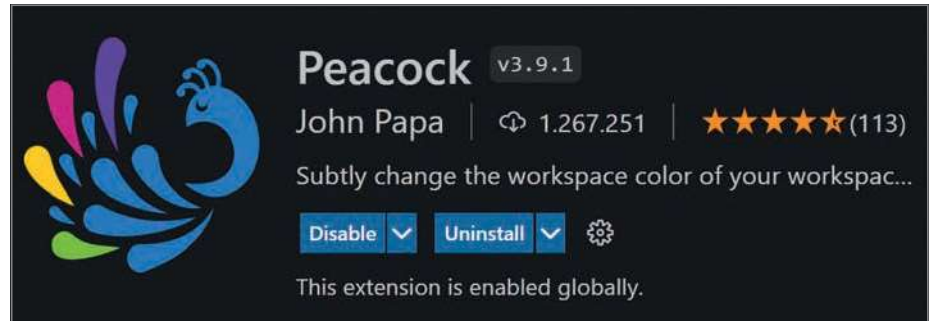 Peacock v3.9.1
John Papa 1.267.251 (113)
Subtly change the workspace color of your workspac...
Disable Uninstall
This extension is enabled globally.